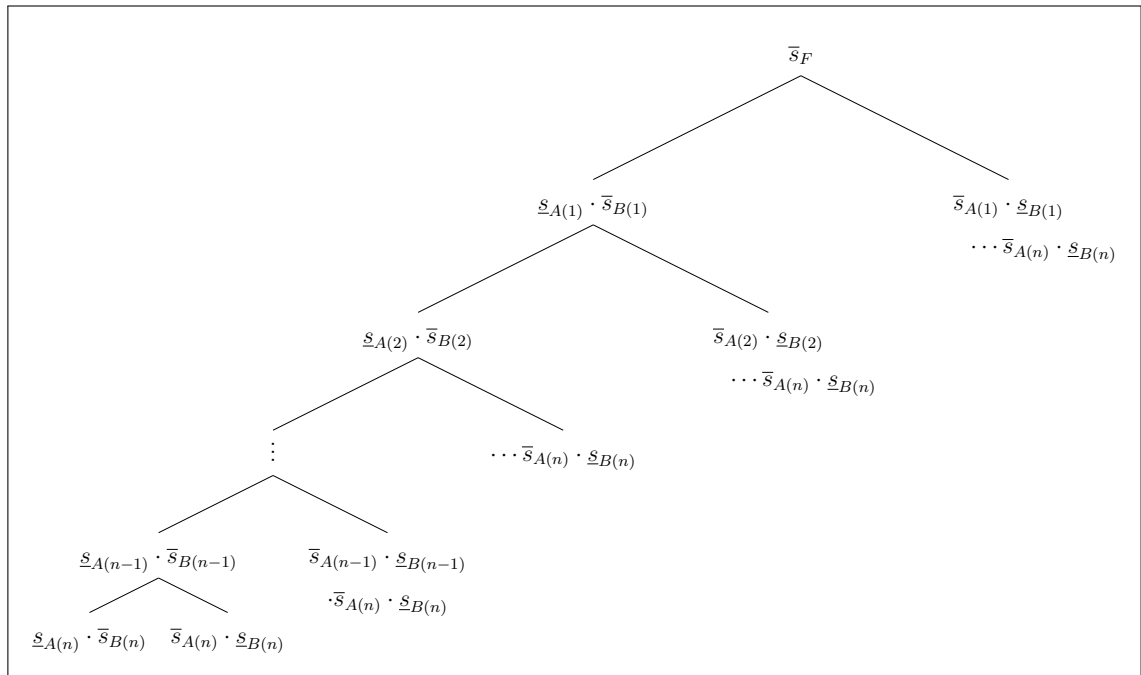 s̅_F
s̲_{A(1)} · s̅_{B(1)} s̅_{A(1)} · s̲_{B(1)}
⋯ s̅_{A(n)} · s̲_{B(n)}
s̲_{A(2)} · s̅_{B(2)} s̅_{A(2)} · s̲_{B(2)}
⋯ s̅_{A(n)} · s̲_{B(n)}
⋮ ⋯ s̅_{A(n)} · s̲_{B(n)}
s̲_{A(n−1)} · s̅_{B(n−1)} s̅_{A(n−1)} · s̲_{B(n−1)}
·s̅_{A(n)} · s̲_{B(n)}
s̲_{A(n)} · s̅_{B(n)} s̅_{A(n)} · s̲_{B(n)}